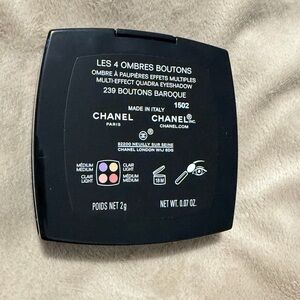 LES 4 OMBRES BOUTONS
OMBRE À PAUPIÈRES EFFETS MULTIPLES
MULTI-EFFECT QUADRA EYESHADOW
239 BOUTONS BAROQUE
1502
MADE IN ITALY
CHANEL CHANEL
PARIS CHANEL.COM
92200 NEUILLY SUR SEINE
CHANEL LONDON W1J 6DG
MÉDIUM CLAIR
MEDIUM LIGHT
CLAIR MÉDIUM
LIGHT MEDIUM
18 M
POIDS NET 2g NET WT. 0.07 OZ.